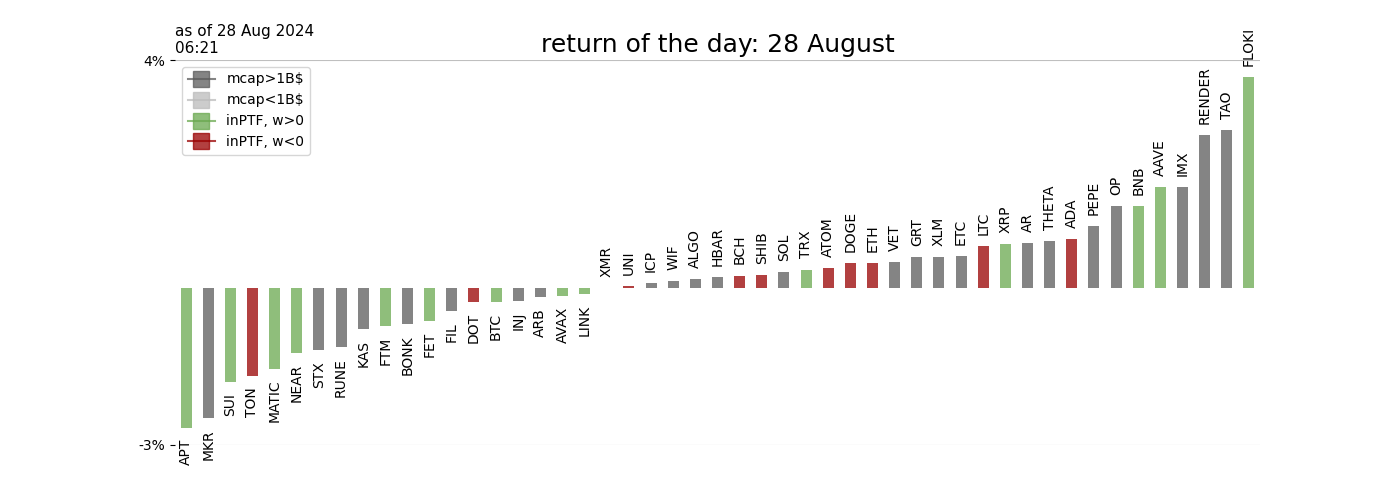 as of 28 Aug 2024
06:21
return of the day: 28 August
4%
-3%
mcap>1B$
mcap<1B$
inPTF, w>0
inPTF, w<0
APT
MKR
SUI
TON
MATIC
NEAR
STX
RUNE
KAS
FTM
BONK
FET
FIL
DOT
BTC
INJ
ARB
AVAX
LINK
XMR
UNI
ICP
WIF
ALGO
HBAR
BCH
SHIB
SOL
TRX
ATOM
DOGE
ETH
VET
GRT
XLM
ETC
LTC
XRP
AR
THETA
ADA
PEPE
OP
BNB
AAVE
IMX
RENDER
TAO
FLOKI